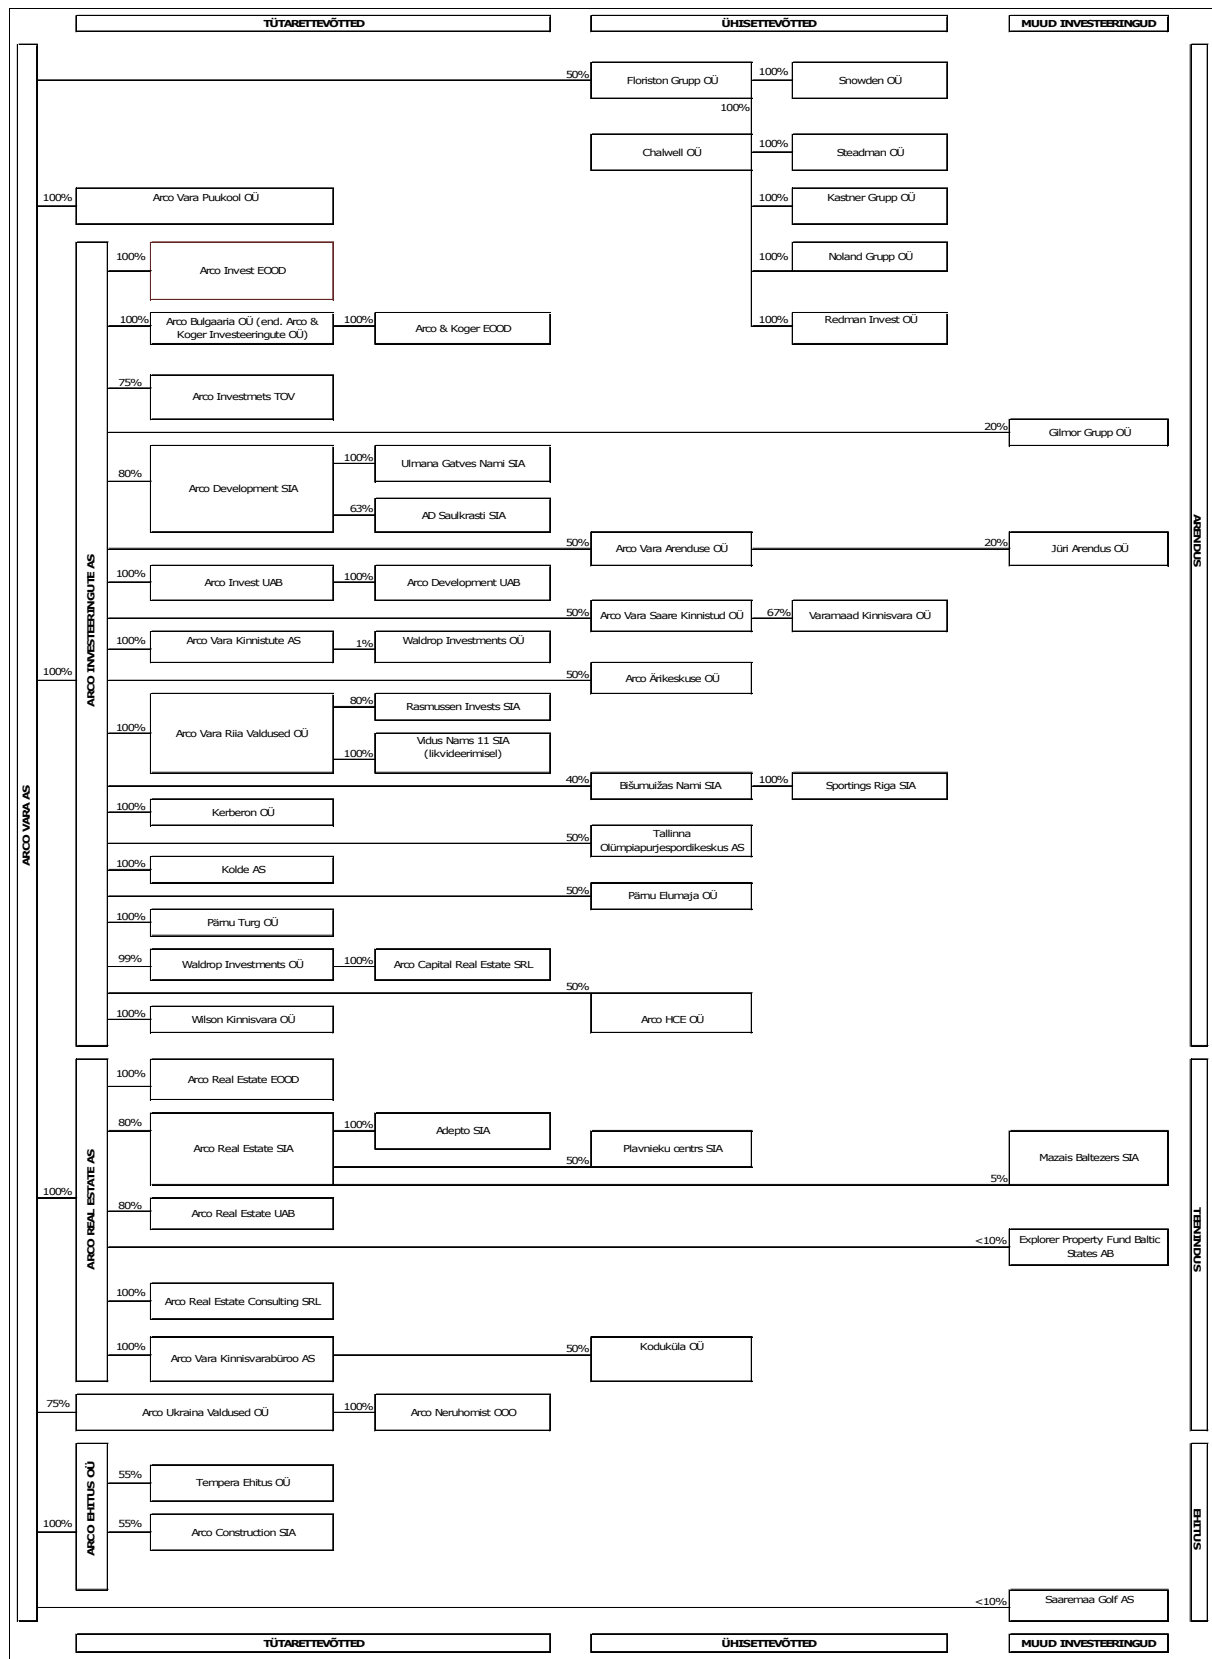 TÜTARETTEVÕTTED
ÜHISETTEVÕTTED
MUUD INVESTEERINGUD
ARCO VARA AS
50%
Floriston Grupp OÜ
100%
Snowden OÜ
100%
Chalwell OÜ
100%
Steadman OÜ
100%
Arco Vara Puukool OÜ
100%
Kastner Grupp OÜ
ARCO INVESTEERINGUTE AS
100%
100%
Arco Invest EOOD
100%
Noland Grupp OÜ
100%
Arco Bulgaaria OÜ (end. Arco &
Koger Investeeringute OÜ)
100%
Arco & Koger EOOD
100%
Redman Invest OÜ
75%
Arco Investmets TOV
20%
Gilmor Grupp OÜ
80%
Arco Development SIA
100%
Ulmana Gatves Nami SIA
63%
AD Saulkrasti SIA
ARENDUS
50%
Arco Vara Arenduse OÜ
20%
Jüri Arendus OÜ
100%
Arco Invest UAB
100%
Arco Development UAB
50%
Arco Vara Saare Kinnistud OÜ
67%
Varamaad Kinnisvara OÜ
100%
Arco Vara Kinnistute AS
1%
Waldrop Investments OÜ
50%
Arco Ärikeskuse OÜ
100%
Arco Vara Riia Valdused OÜ
80%
Rasmussen Invests SIA
100%
Vidus Nams 11 SIA
(likvideerimisel)
40%
Bišumuižas Nami SIA
100%
Sportings Riga SIA
100%
Kerberon OÜ
50%
Tallinna
Olümpiapurjespordikeskus AS
100%
Kolde AS
50%
Pärnu Elumaja OÜ
100%
Pärnu Turg OÜ
99%
Waldrop Investments OÜ
100%
Arco Capital Real Estate SRL
50%
Arco HCE OÜ
100%
Wilson Kinnisvara OÜ
ARCO REAL ESTATE AS
100%
100%
Arco Real Estate EOOD
80%
Arco Real Estate SIA
100%
Adepto SIA
50%
Plavnieku centrs SIA
5%
Mazais Baltezers SIA
80%
Arco Real Estate UAB
TEENINDUS
<10%
Explorer Property Fund Baltic
States AB
100%
Arco Real Estate Consulting SRL
100%
Arco Vara Kinnisvarabüroo AS
50%
Koduküla OÜ
75%
Arco Ukraina Valdused OÜ
100%
Arco Neruhomist OOO
ARCO EHITUS OÜ
100%
55%
Tempera Ehitus OÜ
55%
Arco Construction SIA
EHITUS
<10%
Saaremaa Golf AS
TÜTARETTEVÕTTED
ÜHISETTEVÕTTED
MUUD INVESTEERINGUD